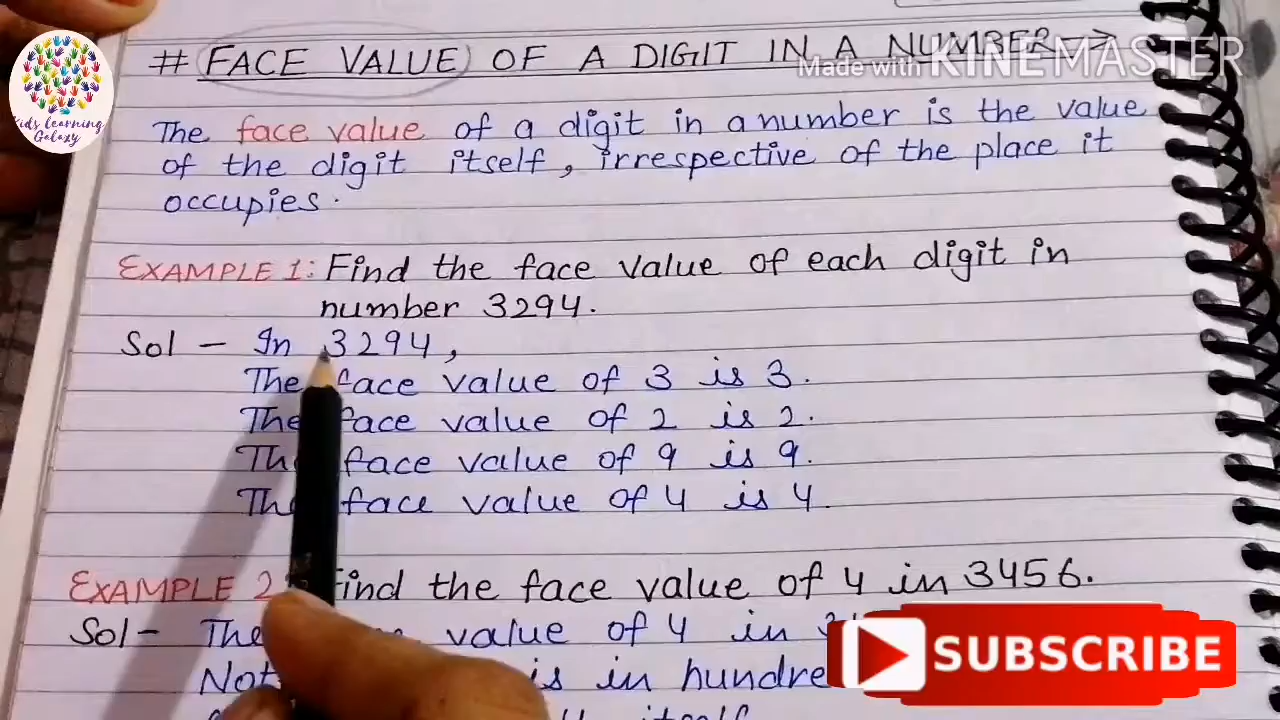 Kids Learning
Galaxy
# FACE VALUE OF A DIGIT IN A NUMBER →
Made with KINEMASTER
The face value of a digit in a number is the value
of the digit itself, irrespective of the place it
occupies.
EXAMPLE 1: Find the face value of each digit in
number 3294.
Sol - In 3294,
The face value of 3 is 3.
The face value of 2 is 2.
The face value of 9 is 9.
The face value of 4 is 4.
EXAMPLE 2: Find the face value of 4 in 3456.
Sol - The value of 4 in
is in hundre
itself
SUBSCRIBE